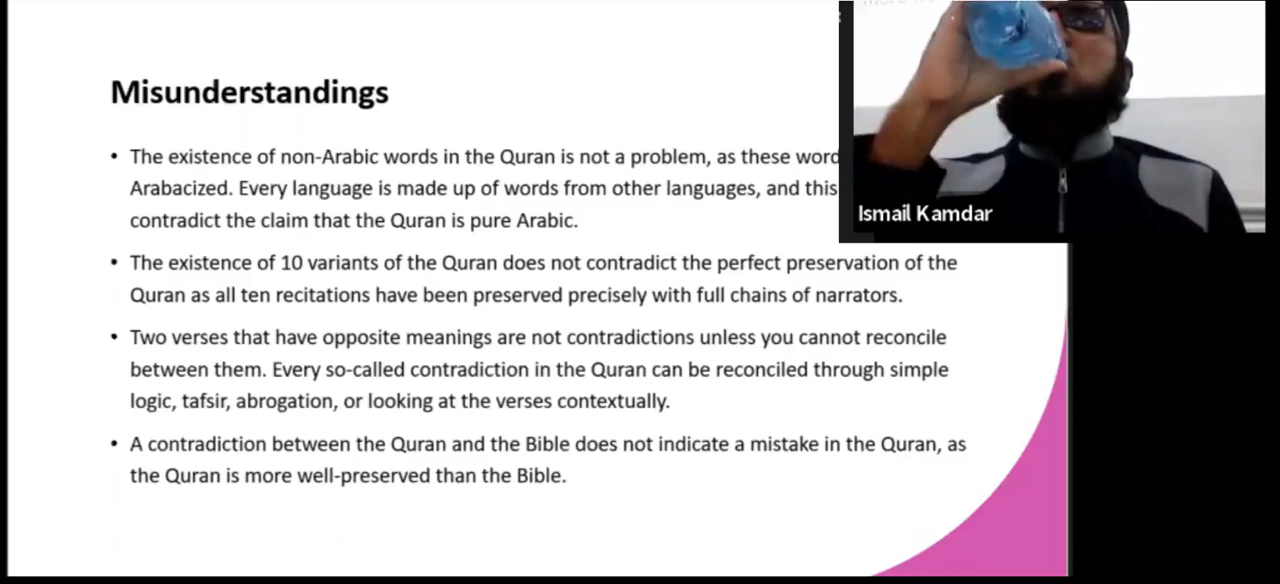 Misunderstandings
• The existence of non-Arabic words in the Quran is not a problem, as these word
Arabacized. Every language is made up of words from other languages, and this
contradict the claim that the Quran is pure Arabic.
• The existence of 10 variants of the Quran does not contradict the perfect preservation of the
Quran as all ten recitations have been preserved precisely with full chains of narrators.
• Two verses that have opposite meanings are not contradictions unless you cannot reconcile
between them. Every so-called contradiction in the Quran can be reconciled through simple
logic, tafsir, abrogation, or looking at the verses contextually.
• A contradiction between the Quran and the Bible does not indicate a mistake in the Quran, as
the Quran is more well-preserved than the Bible.
Ismail Kamdar